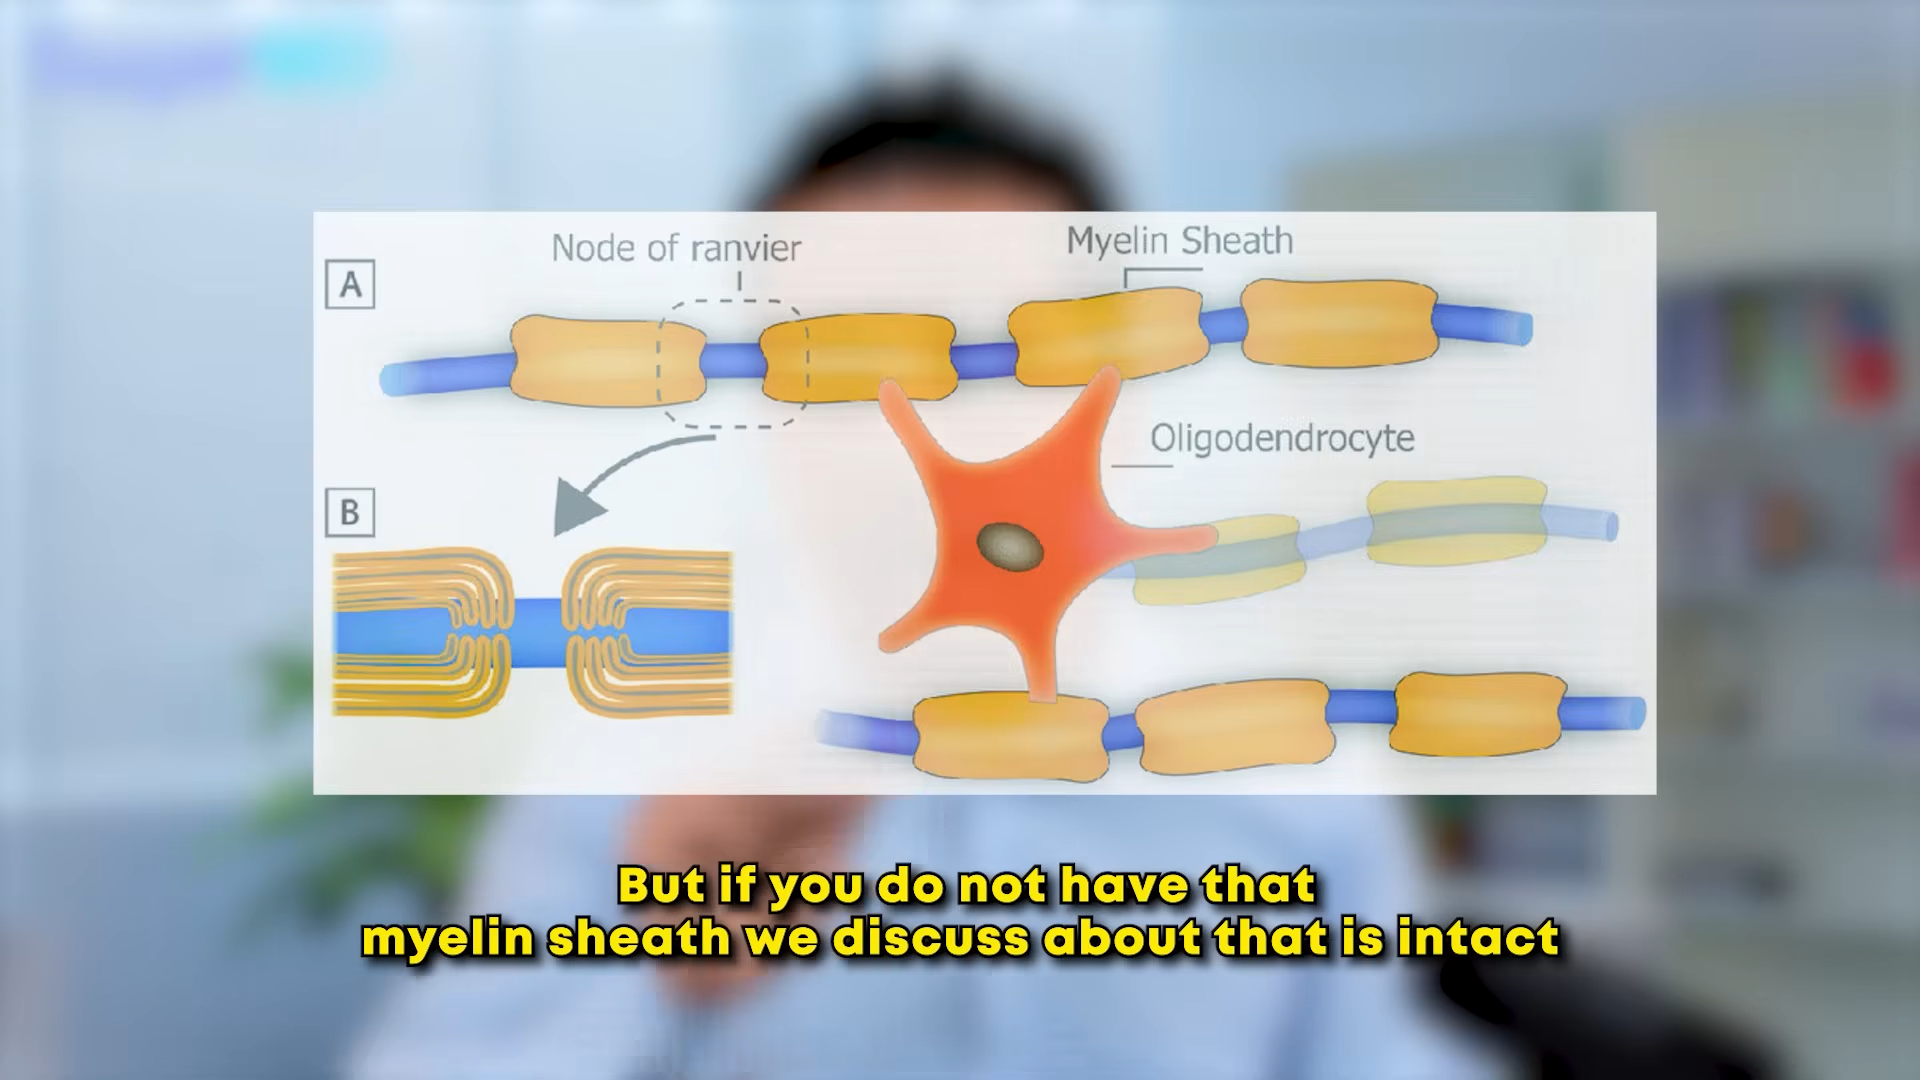 Node of ranvier
Myelin Sheath
A
Oligodendrocyte
B
But if you do not have that
myelin sheath we discuss about that is intact